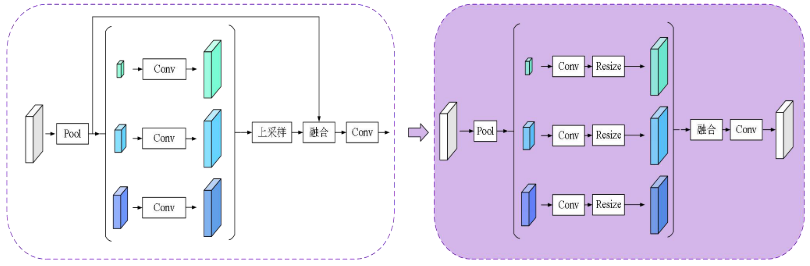 Conv
Pool
Conv
上采样
融合
Conv
Conv
Conv
Resize
Pool
Conv
Resize
融合
Conv
Conv
Resize